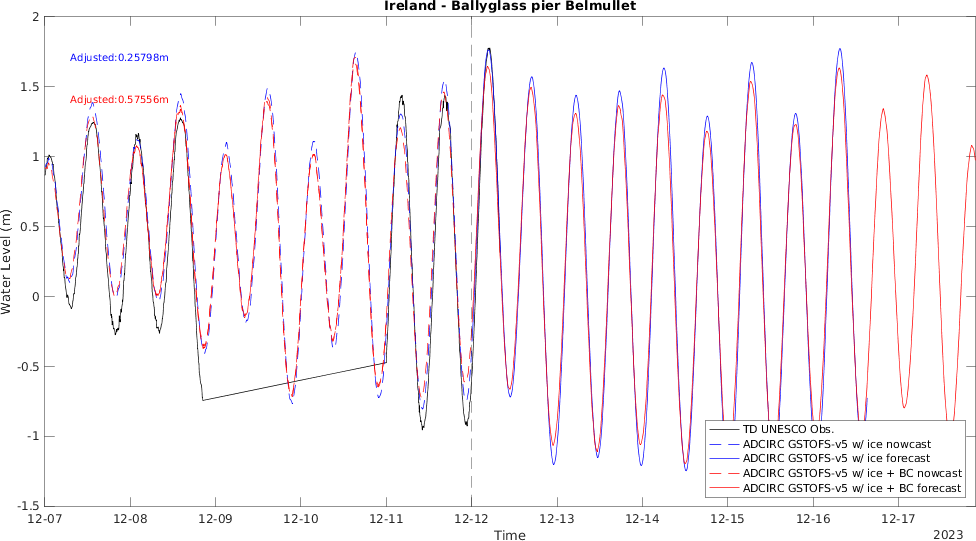 Ireland - Ballyglass pier Belmullet
Adjusted:0.25798m
Adjusted:0.57556m
Water Level (m)
2
1.5
1
0.5
0
-0.5
-1
-1.5
TD UNESCO Obs.
ADCIRC GSTOFS-v5 w/ ice nowcast
ADCIRC GSTOFS-v5 w/ ice forecast
ADCIRC GSTOFS-v5 w/ ice + BC nowcast
ADCIRC GSTOFS-v5 w/ ice + BC forecast
12-07 12-08 12-09 12-10 12-11 12-12 12-13 12-14 12-15 12-16 12-17
Time
2023